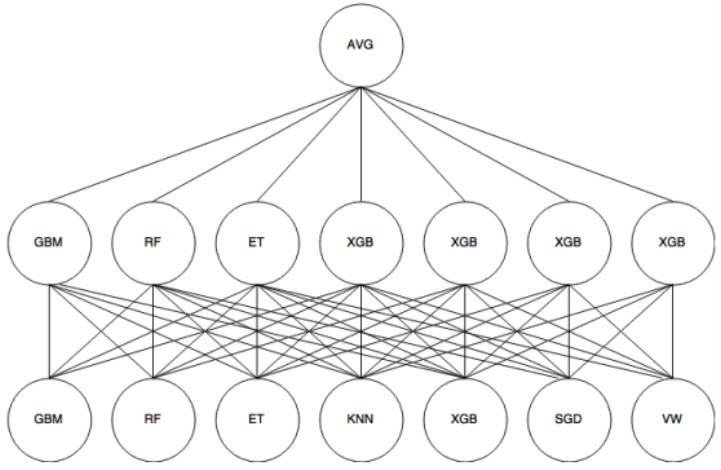 AVG
GBM RF ET XGB XGB XGB XGB
GBM RF ET KNN XGB SGD VW